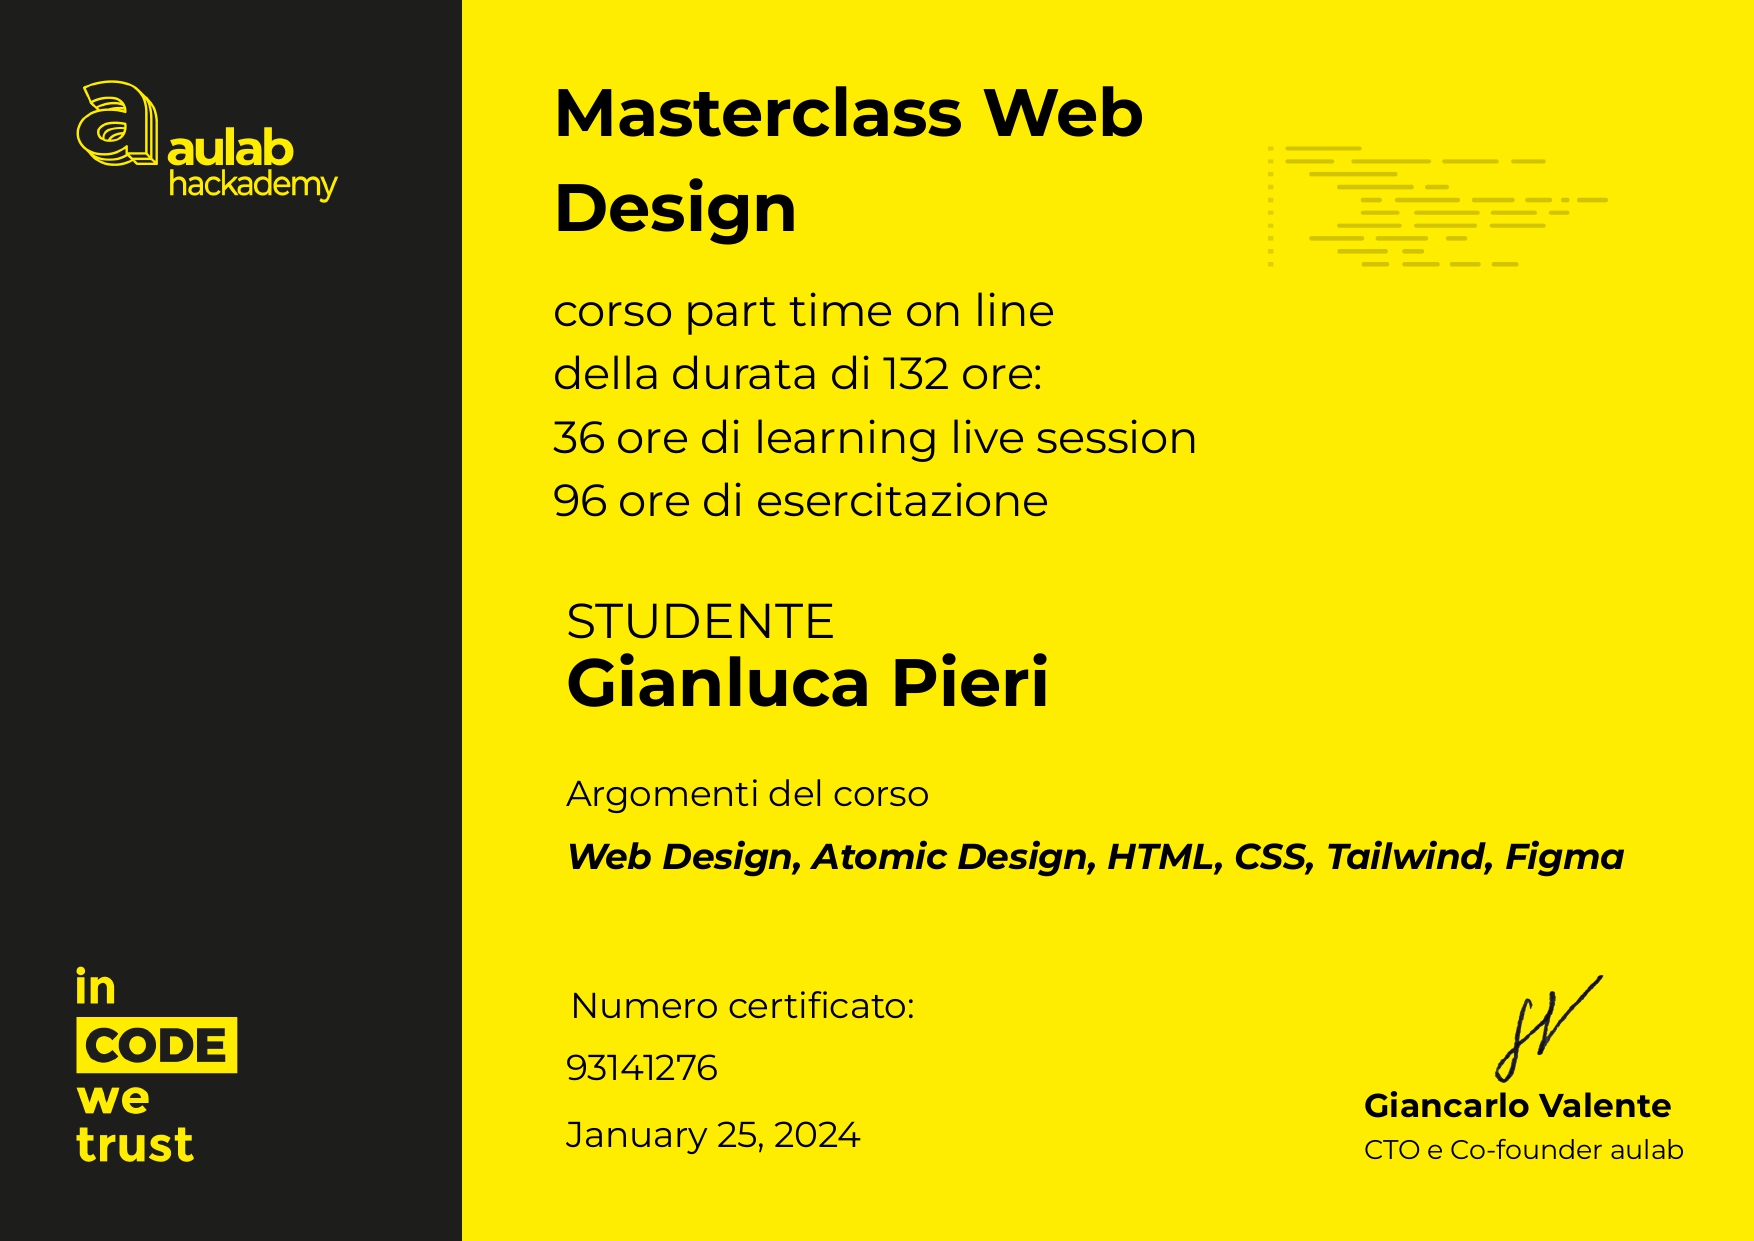 aulab
hackademy
Masterclass Web
Design
corso part time on line
della durata di 132 ore:
36 ore di learning live session
96 ore di esercitazione
STUDENTE
Gianluca Pieri
Argomenti del corso
Web Design, Atomic Design, HTML, CSS, Tailwind, Figma
in
CODE
we
trust
Numero certificato:
93141276
January 25, 2024
Giancarlo Valente
CTO e Co-founder aulab